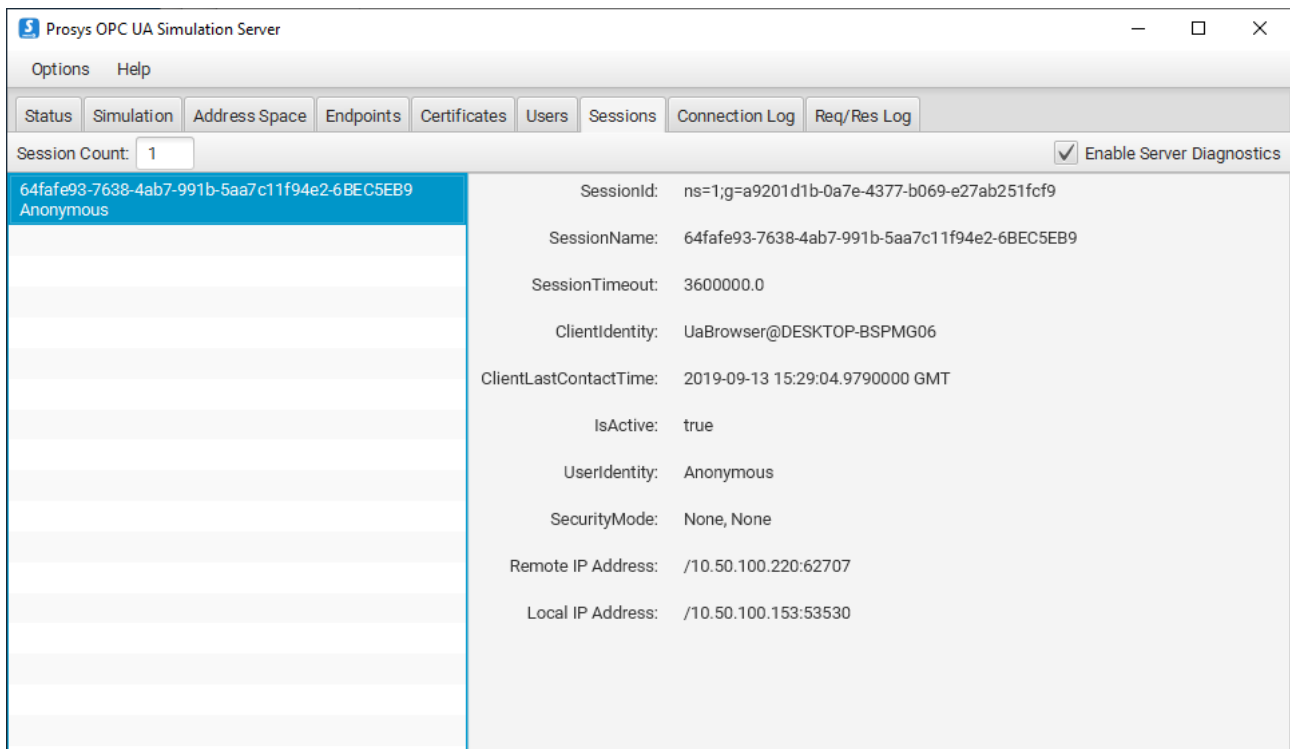 Prosys OPC UA Simulation Server
Options Help
Status Simulation Address Space Endpoints Certificates Users Sessions Connection Log Req/Res Log
Session Count: 1 Enable Server Diagnostics
64fafe93-7638-4ab7-991b-5aa7c11f94e2-6BEC5EB9
Anonymous
SessionId: ns=1;g=a9201d1b-0a7e-4377-b069-e27ab251fcf9
SessionName: 64fafe93-7638-4ab7-991b-5aa7c11f94e2-6BEC5EB9
SessionTimeout: 3600000.0
ClientIdentity: UaBrowser@DESKTOP-BSPMG06
ClientLastContactTime: 2019-09-13 15:29:04.9790000 GMT
IsActive: true
UserIdentity: Anonymous
SecurityMode: None, None
Remote IP Address: /10.50.100.220:62707
Local IP Address: /10.50.100.153:53530